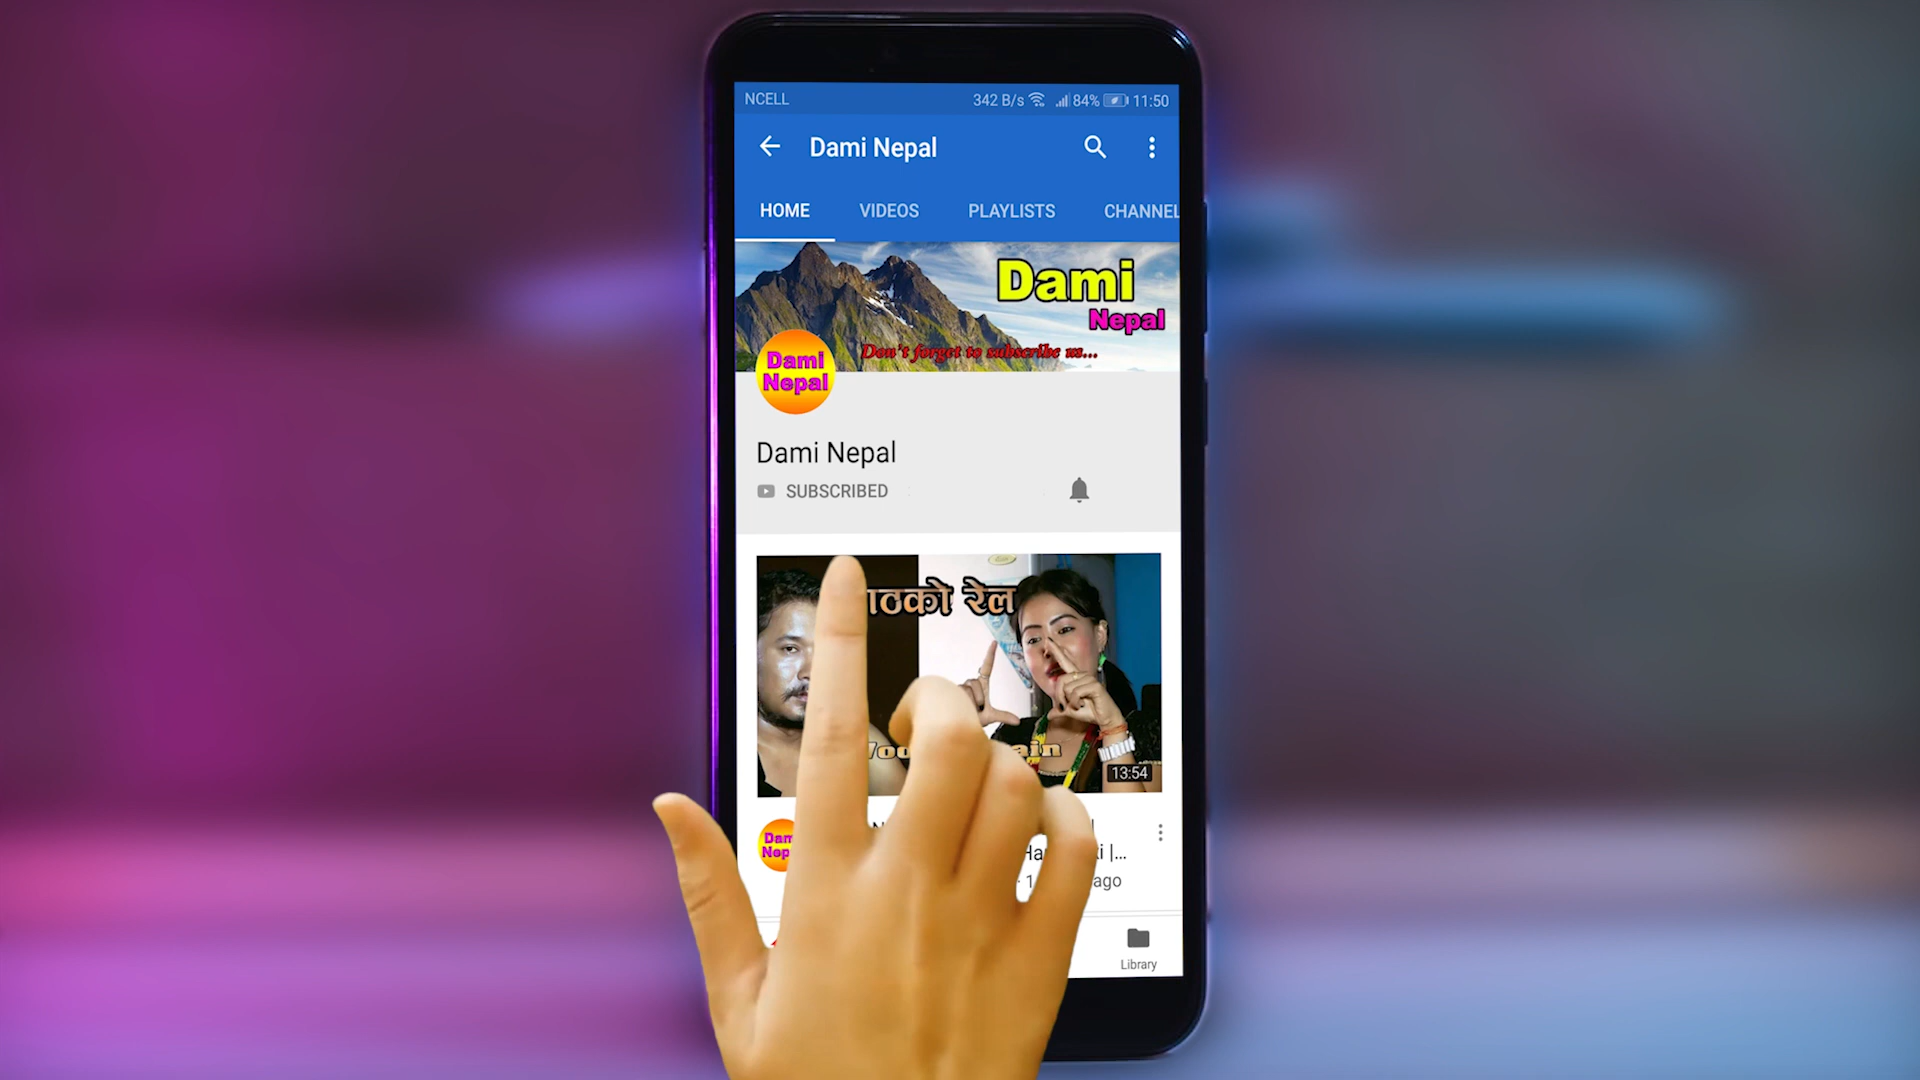 NCELL 342 B/s 84% 11:50
Dami Nepal
HOME VIDEOS PLAYLISTS CHANNEL
Dami
Nepal
Don't forget to subscribe us...
Dami
Nepal
Dami Nepal
SUBSCRIBED
को रेल
13:54
ago
Library